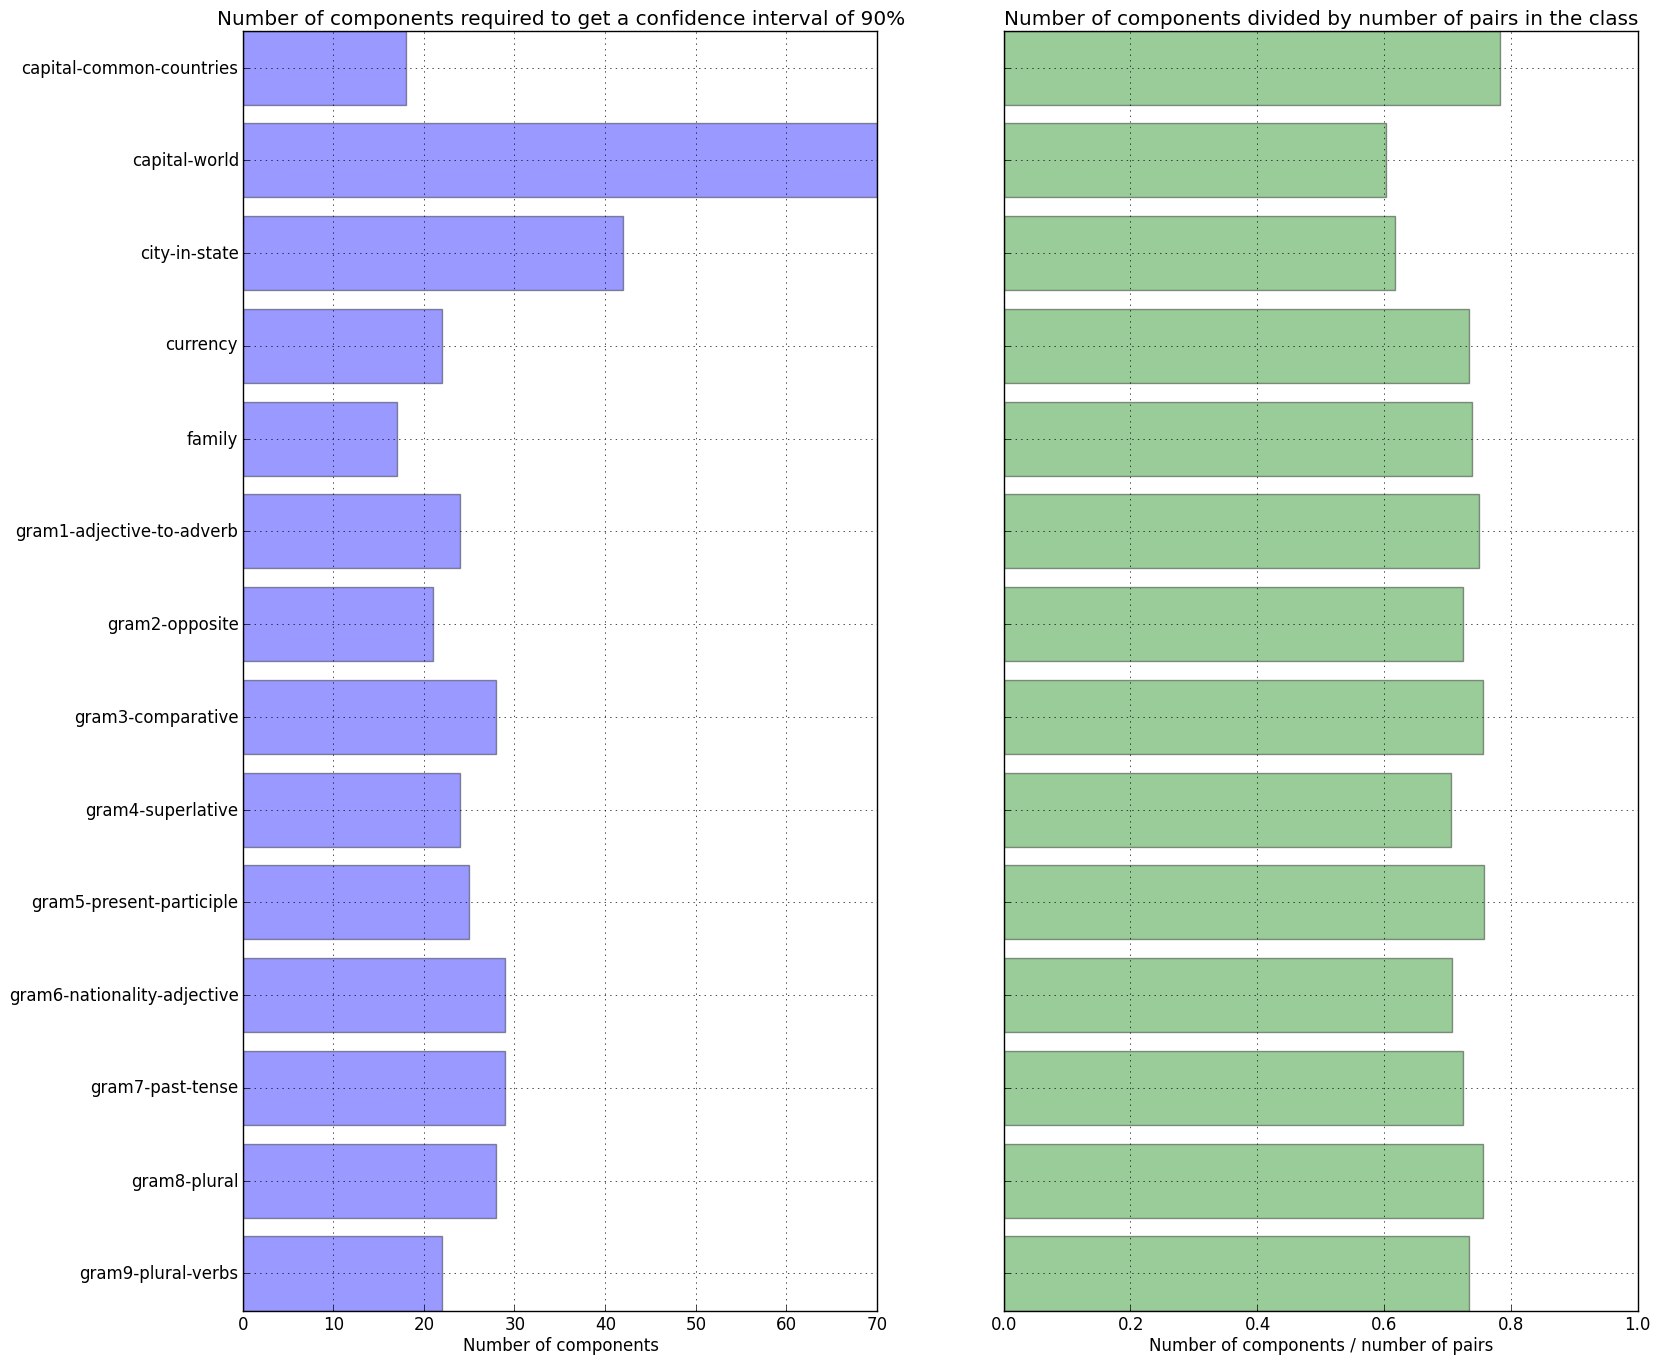 Number of components required to get a confidence interval of 90%
capital-common-countries
capital-world
city-in-state
currency
family
gram1-adjective-to-adverb
gram2-opposite
gram3-comparative
gram4-superlative
gram5-present-participle
gram6-nationality-adjective
gram7-past-tense
gram8-plural
gram9-plural-verbs
0 10 20 30 40 50 60 70
Number of components
Number of components divided by number of pairs in the class
0.0 0.2 0.4 0.6 0.8 1.0
Number of components / number of pairs